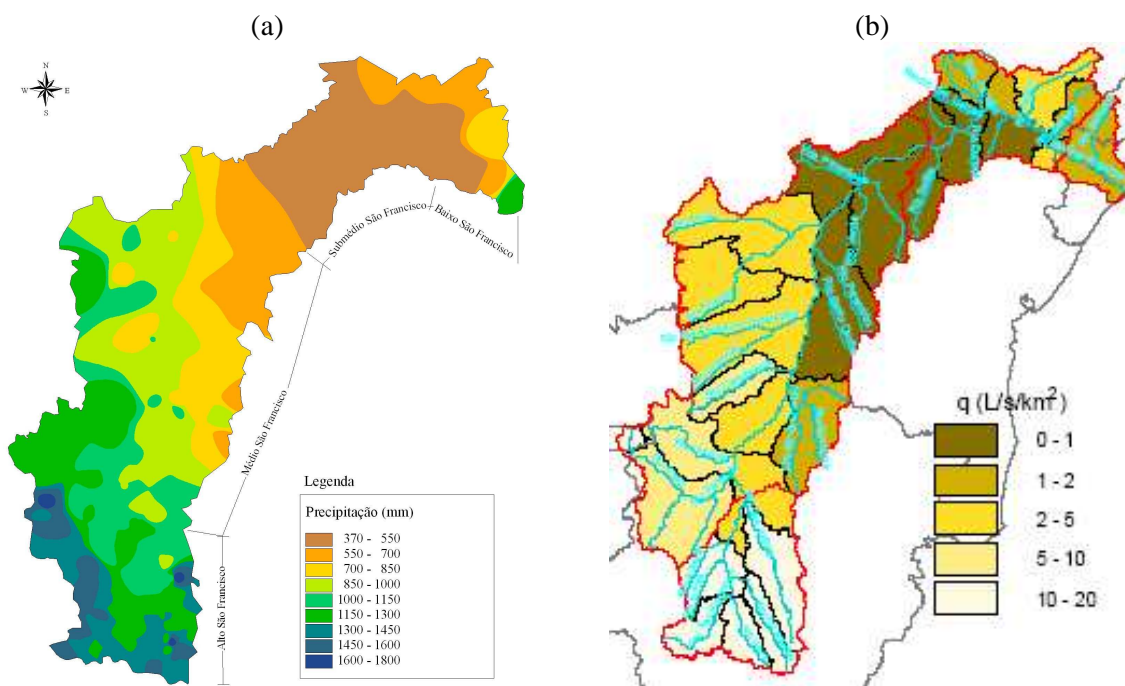 (a)
(b)
N
W E
S
Submédio São Francisco
Baixo São Francisco
Médio São Francisco
Alto São Francisco
Legenda
Precipitação (mm)
370 - 550
550 - 700
700 - 850
850 - 1000
1000 - 1150
1150 - 1300
1300 - 1450
1450 - 1600
1600 - 1800
q (L/s/km²)
0 - 1
1 - 2
2 - 5
5 - 10
10 - 20